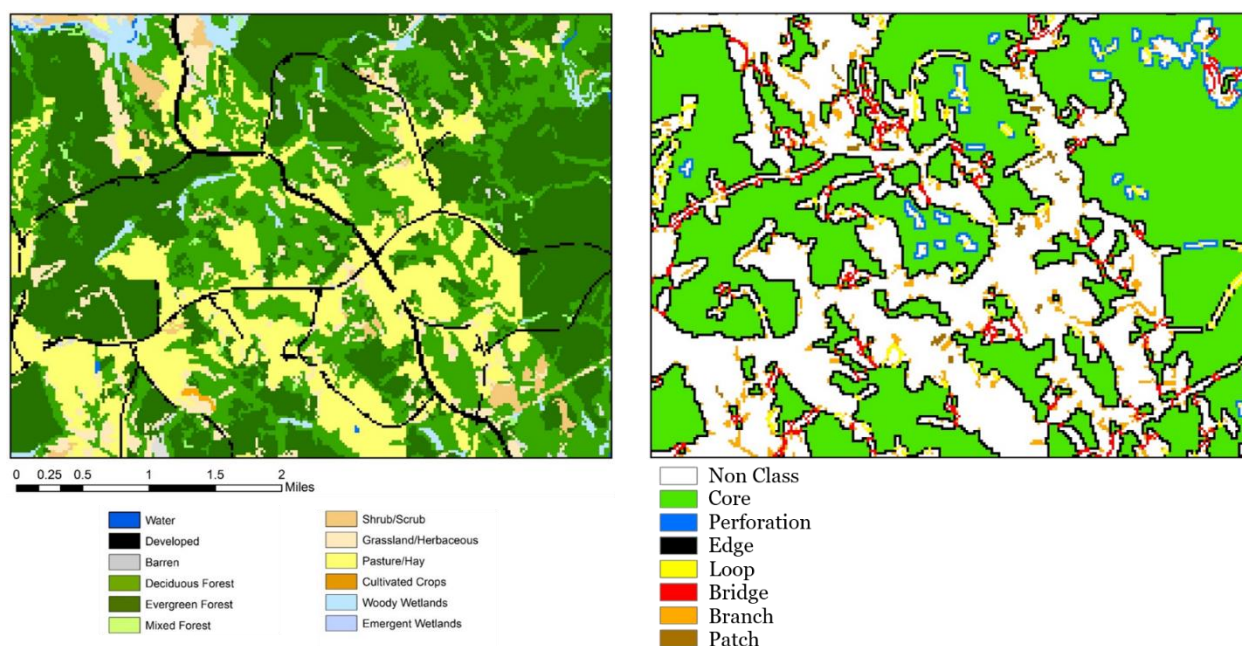 0 0.25 0.5 1 1.5 2
Miles
Water
Developed
Barren
Deciduous Forest
Evergreen Forest
Mixed Forest
Shrub/Scrub
Grassland/Herbaceous
Pasture/Hay
Cultivated Crops
Woody Wetlands
Emergent Wetlands
Non Class
Core
Perforation
Edge
Loop
Bridge
Branch
Patch